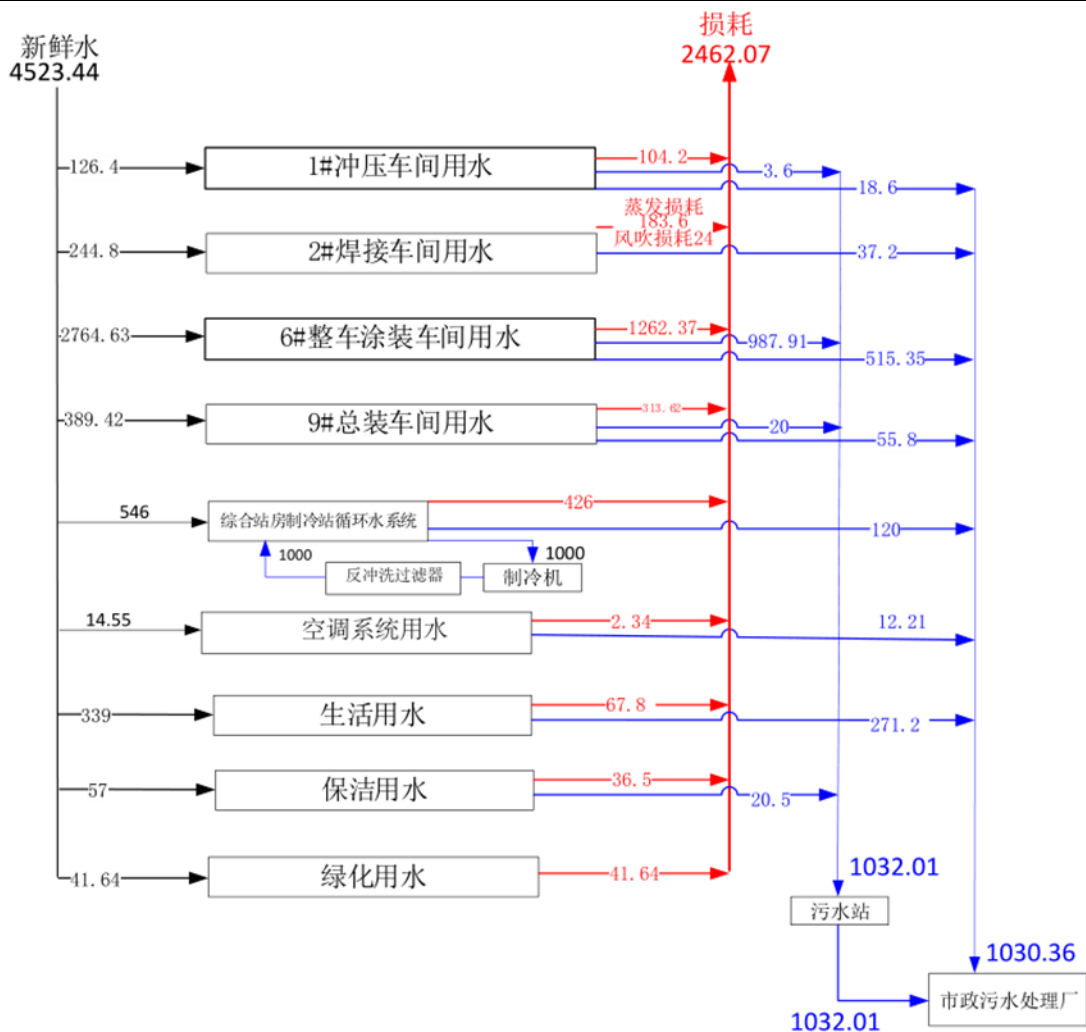 新鲜水
4523.44
损耗
2462.07
126.4
1#冲压车间用水
104.2
3.6
18.6
蒸发损耗
183.6
风吹损耗24
244.8
2#焊接车间用水
37.2
2764.63
6#整车涂装车间用水
1262.37
987.91
515.35
389.42
9#总装车间用水
313.62
20
55.8
546
综合站房制冷站循环水系统
426
120
1000
1000
反冲洗过滤器
制冷机
14.55
空调系统用水
2.34
12.21
339
生活用水
67.8
271.2
57
保洁用水
36.5
20.5
41.64
绿化用水
41.64
1032.01
污水站
1030.36
市政污水处理厂
1032.01